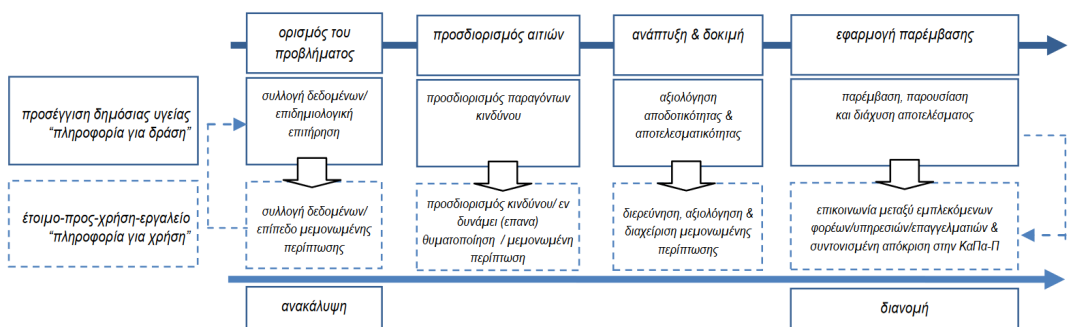 ορισμός του
προβλήματος
προσδιορισμός αιτιών
ανάπτυξη & δοκιμή
εφαρμογή παρέμβασης
προσέγγιση δημόσιας υγείας
“πληροφορία για δράση”
συλλογή δεδομένων/
επιδημιολογική
επιτήρηση
προσδιορισμός παραγόντων
κινδύνου
αξιολόγηση
αποδοτικότητας &
αποτελεσματικότητας
παρέμβαση, παρουσίαση
και διάχυση αποτελέσματος
έτοιμο-προς-χρήση-εργαλείο
“πληροφορία για χρήση”
συλλογή δεδομένων/
επίπεδο μεμονωμένης
περίπτωσης
προσδιορισμός κινδύνου/ εν
δυνάμει (επανα)
θυματοποίηση / μεμονωμένη
περίπτωση
διερεύνηση, αξιολόγηση &
διαχείριση μεμονωμένης
περίπτωσης
επικοινωνία μεταξύ εμπλεκόμενων
φορέων/υπηρεσιών/επαγγελματιών &
συντονισμένη απόκριση στην ΚαΠα-Π
ανακάλυψη
διανομή